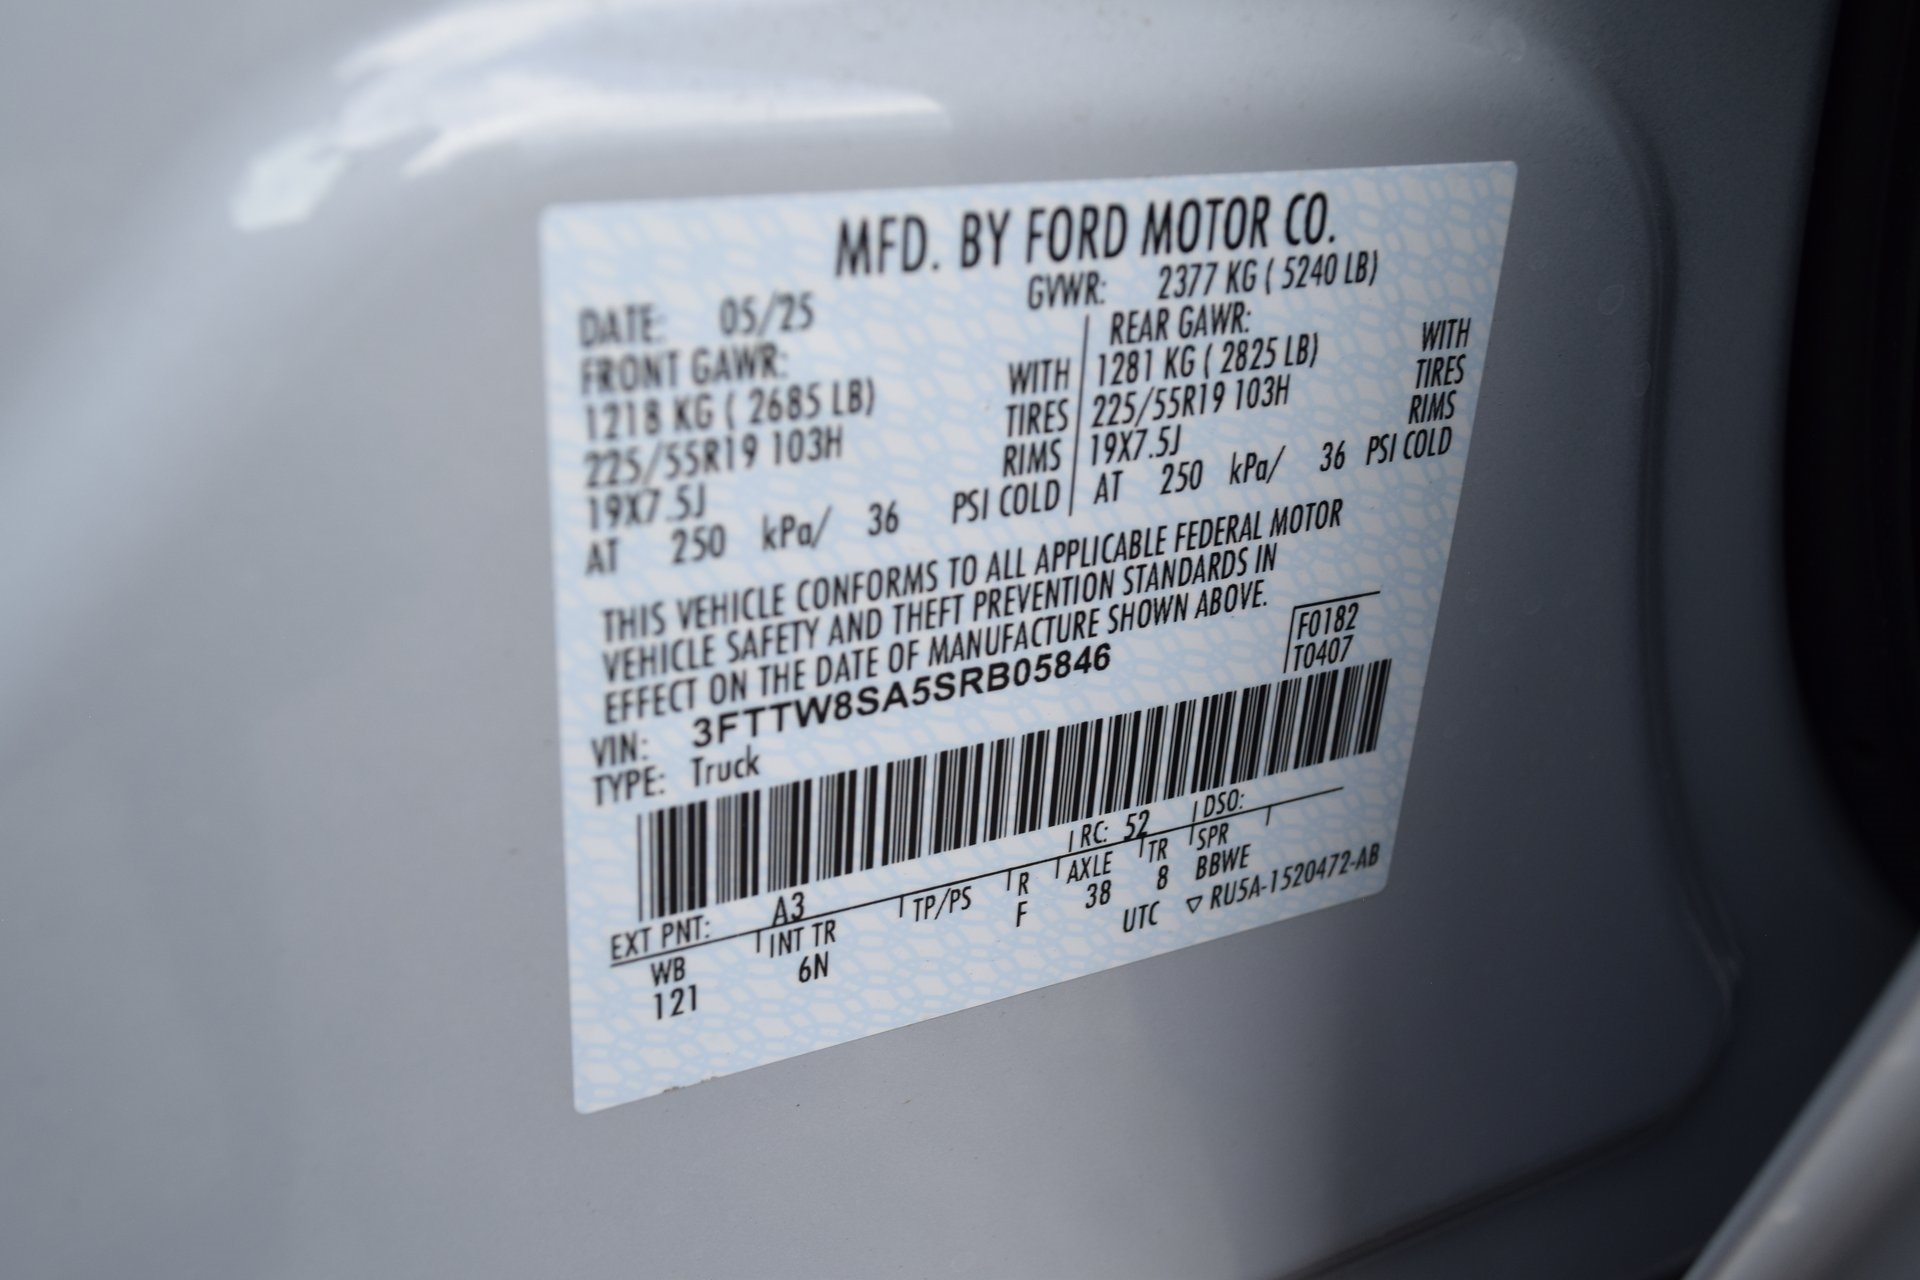 MFD. BY FORD MOTOR CO.
DATE: 05/25 GVWR: 2377 KG ( 5240 LB)
FRONT GAWR: REAR GAWR:
1218 KG ( 2685 LB) WITH 1281 KG ( 2825 LB) WITH
225/55R19 103H TIRES 225/55R19 103H TIRES
19X7.5J RIMS 19X7.5J RIMS
AT 250 kPa/ 36 PSI COLD AT 250 kPa/ 36 PSI COLD
THIS VEHICLE CONFORMS TO ALL APPLICABLE FEDERAL MOTOR
VEHICLE SAFETY AND THEFT PREVENTION STANDARDS IN
EFFECT ON THE DATE OF MANUFACTURE SHOWN ABOVE.
F0182
T0407
VIN: 3FTTW8SA5SRB05846
TYPE: Truck
EXT PNT: A3 RC: 52 DSO:
WB INT TR TP/PS R AXLE TR SPR
121 6N F 38 8 BBWE
UTC ▽ RU5A-1520472-AB